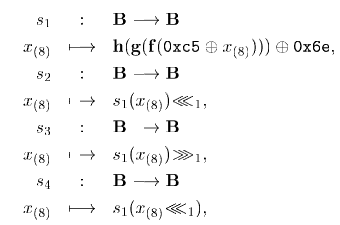 s₁ : B ⟶ B
x₍₈₎ ⟼ h(g(f(0xc5 ⊕ x₍₈₎))) ⊕ 0x6e,
s₂ : B ⟶ B
x₍₈₎ ⟼ s₁(x₍₈₎)⋘₁,
s₃ : B → B
x₍₈₎ ⟼ s₁(x₍₈₎)⋙₁,
s₄ : B ⟶ B
x₍₈₎ ⟼ s₁(x₍₈₎⋘₁),